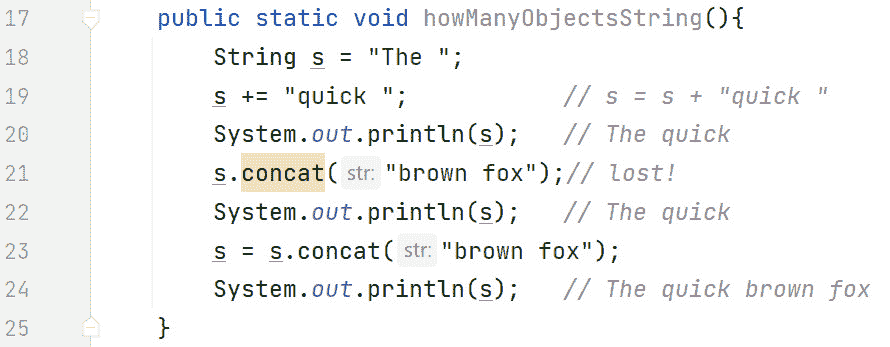 17 public static void howManyObjectsString(){
18 String s = "The ";
19 s += "quick "; // s = s + "quick "
20 System.out.println(s); // The quick
21 s.concat( str: "brown fox");// lost!
22 System.out.println(s); // The quick
23 s = s.concat( str: "brown fox");
24 System.out.println(s); // The quick brown fox
25 }